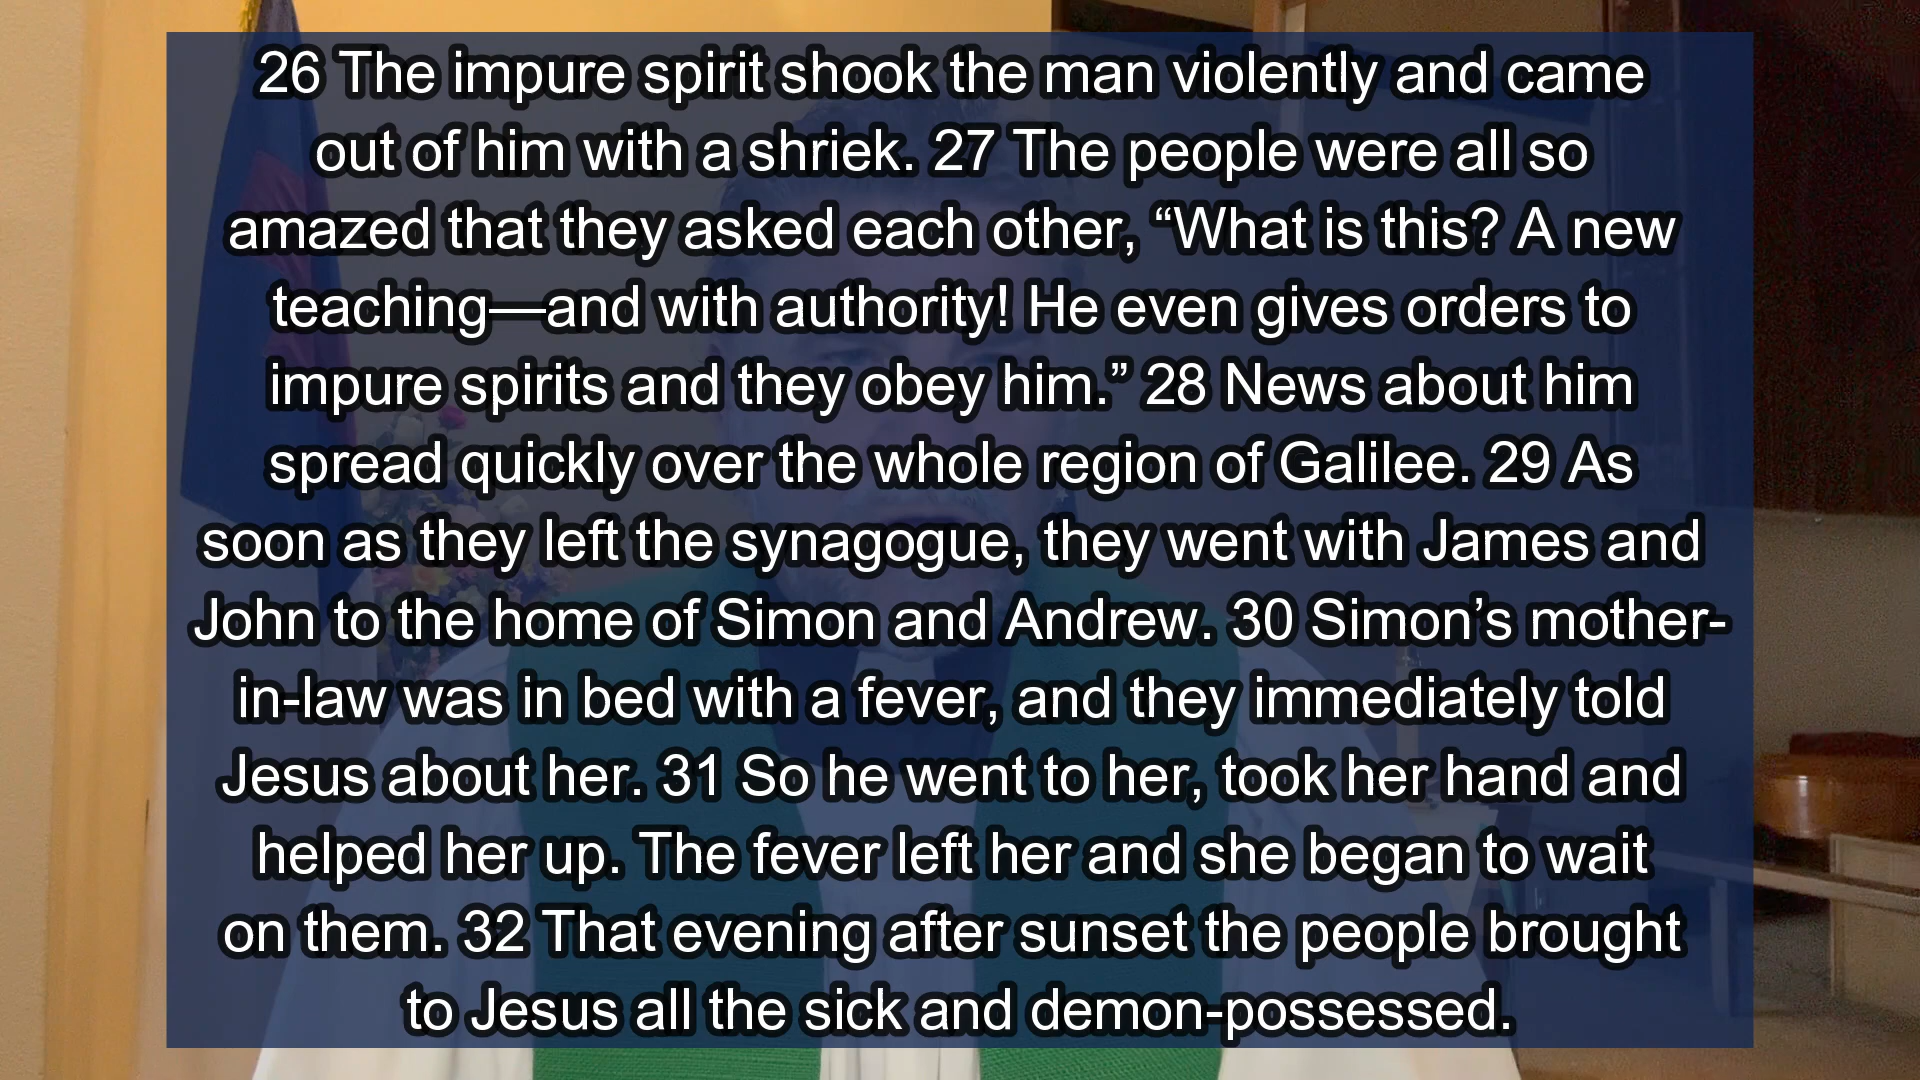 26 The impure spirit shook the man violently and came
out of him with a shriek. 27 The people were all so
amazed that they asked each other, “What is this? A new
teaching—and with authority! He even gives orders to
impure spirits and they obey him.” 28 News about him
spread quickly over the whole region of Galilee. 29 As
soon as they left the synagogue, they went with James and
John to the home of Simon and Andrew. 30 Simon’s mother-
in-law was in bed with a fever, and they immediately told
Jesus about her. 31 So he went to her, took her hand and
helped her up. The fever left her and she began to wait
on them. 32 That evening after sunset the people brought
to Jesus all the sick and demon-possessed.